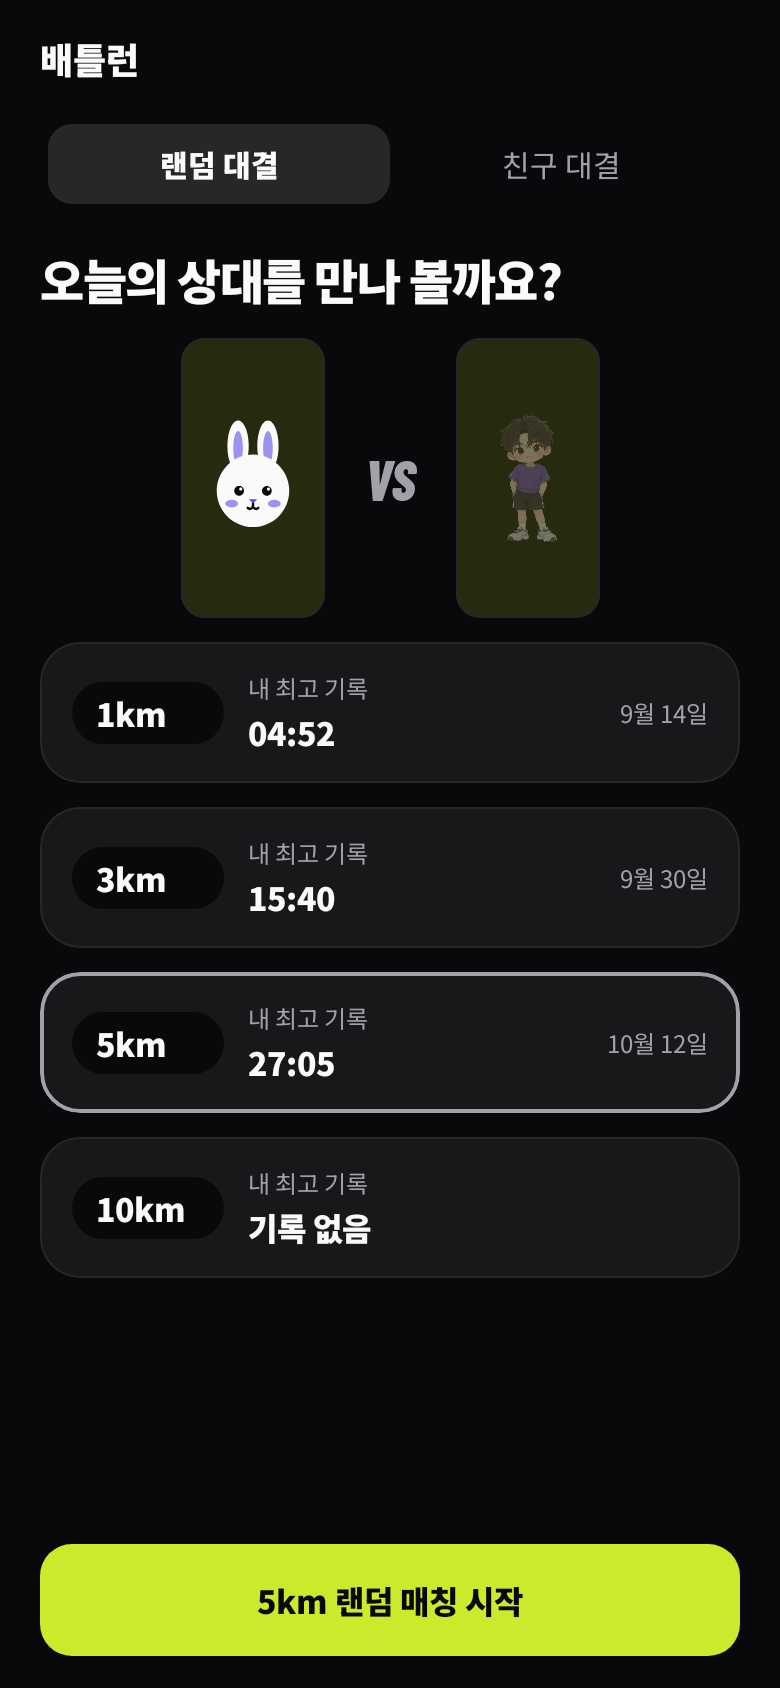 배틀런
랜덤 대결
친구 대결
오늘의 상대를 만나 볼까요?
VS
1km
내 최고 기록
04:52
9월 14일
3km
내 최고 기록
15:40
9월 30일
5km
내 최고 기록
27:05
10월 12일
10km
내 최고 기록
기록 없음
5km 랜덤 매칭 시작